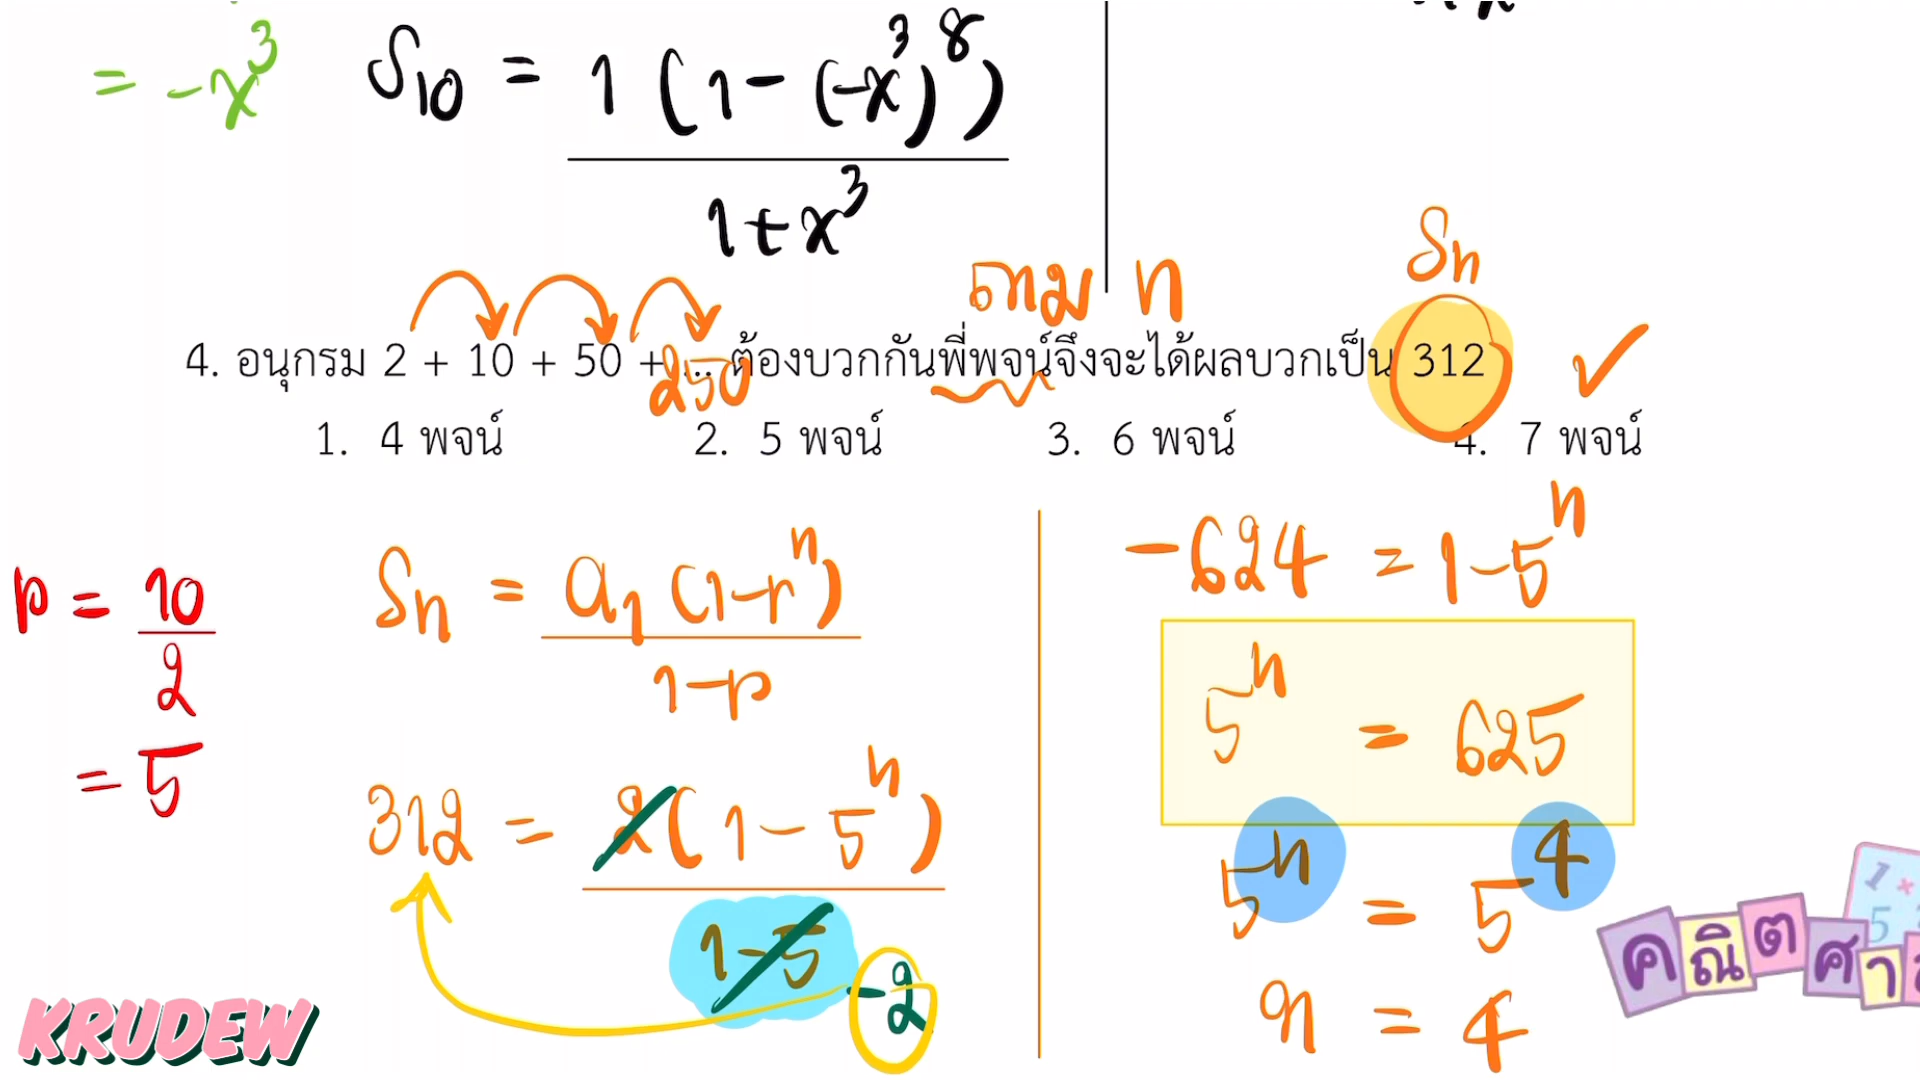 = -x³
S₁₀ = 1(1-(-x³)⁸)
1+x³
Sn
ถาม n
4. อนุกรม 2 + 10 + 50 + ... ต้องบวกกันพี่พจน์จึงจะได้ผลบวกเป็น 312 ✓
250
1. 4 พจน์ 2. 5 พจน์ 3. 6 พจน์ 4. 7 พจน์
r = 10
2
= 5
Sn = a₁(1-rⁿ)
1-r
312 = 2(1-5ⁿ)
1-5
-2
-624 = 1-5ⁿ
5ⁿ = 625
5ⁿ = 5⁴
n = 4
KRUDEW
คณิตศา
1 ×
5